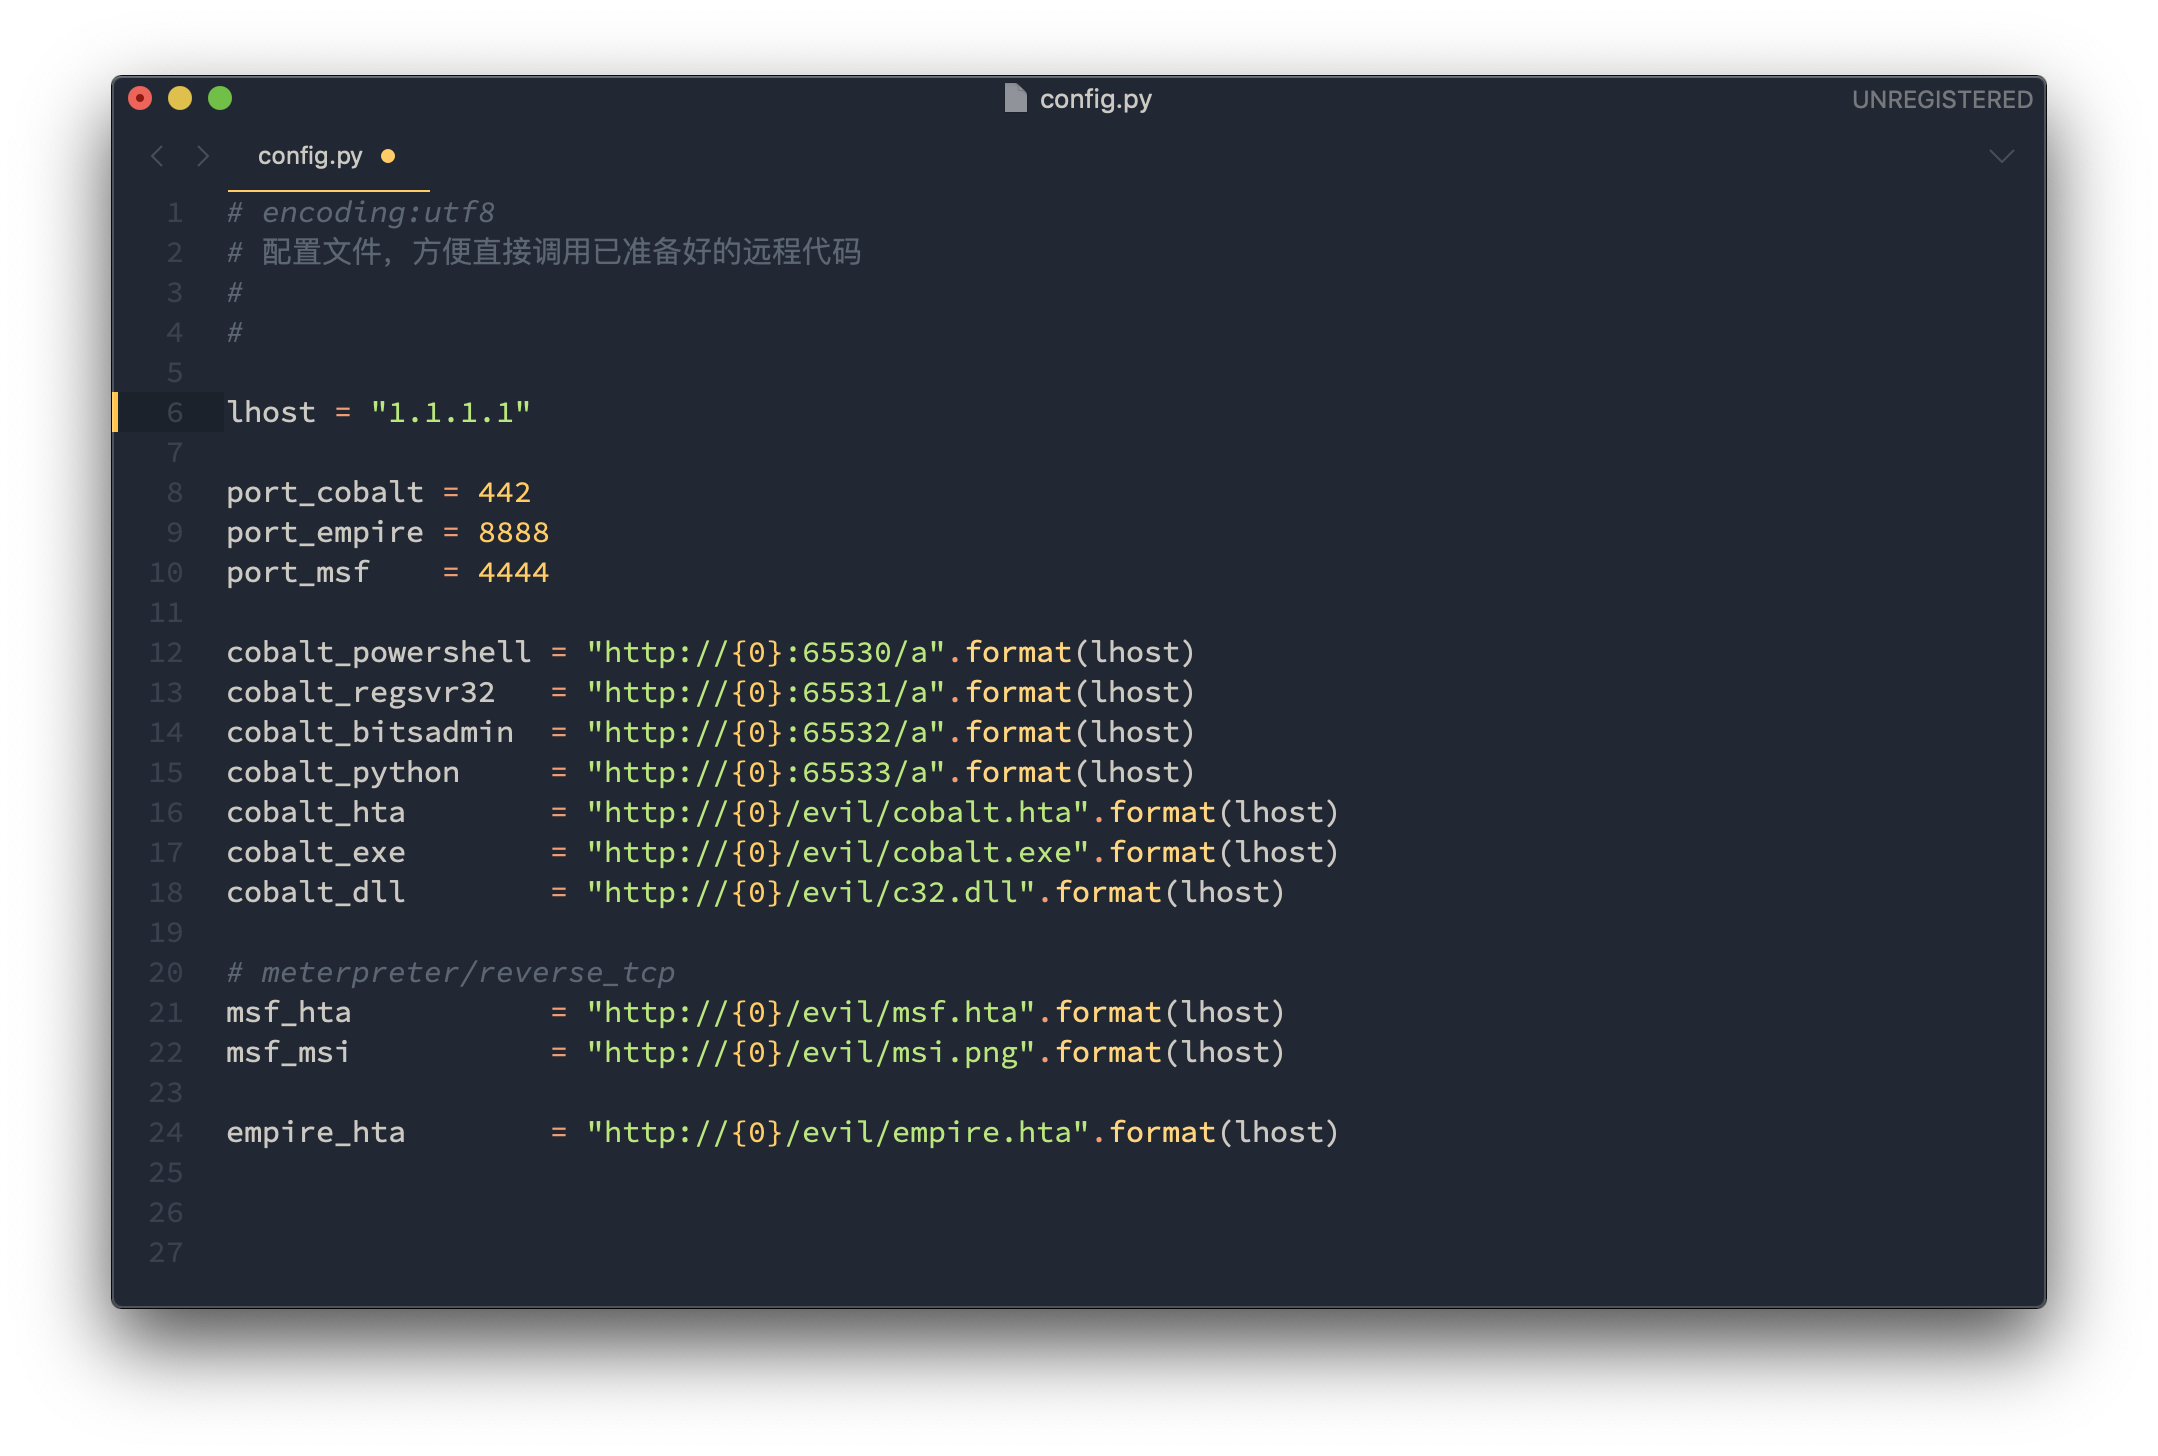 config.py
UNREGISTERED
config.py
1 # encoding:utf8
2 # 配置文件，方便直接调用已准备好的远程代码
3 #
4 #
5
6 lhost = "1.1.1.1"
7
8 port_cobalt = 442
9 port_empire = 8888
10 port_msf    = 4444
11
12 cobalt_powershell = "http://{0}:65530/a".format(lhost)
13 cobalt_regsvr32   = "http://{0}:65531/a".format(lhost)
14 cobalt_bitsadmin  = "http://{0}:65532/a".format(lhost)
15 cobalt_python     = "http://{0}:65533/a".format(lhost)
16 cobalt_hta        = "http://{0}/evil/cobalt.hta".format(lhost)
17 cobalt_exe        = "http://{0}/evil/cobalt.exe".format(lhost)
18 cobalt_dll        = "http://{0}/evil/c32.dll".format(lhost)
19
20 # meterpreter/reverse_tcp
21 msf_hta           = "http://{0}/evil/msf.hta".format(lhost)
22 msf_msi           = "http://{0}/evil/msi.png".format(lhost)
23
24 empire_hta        = "http://{0}/evil/empire.hta".format(lhost)
25
26
27